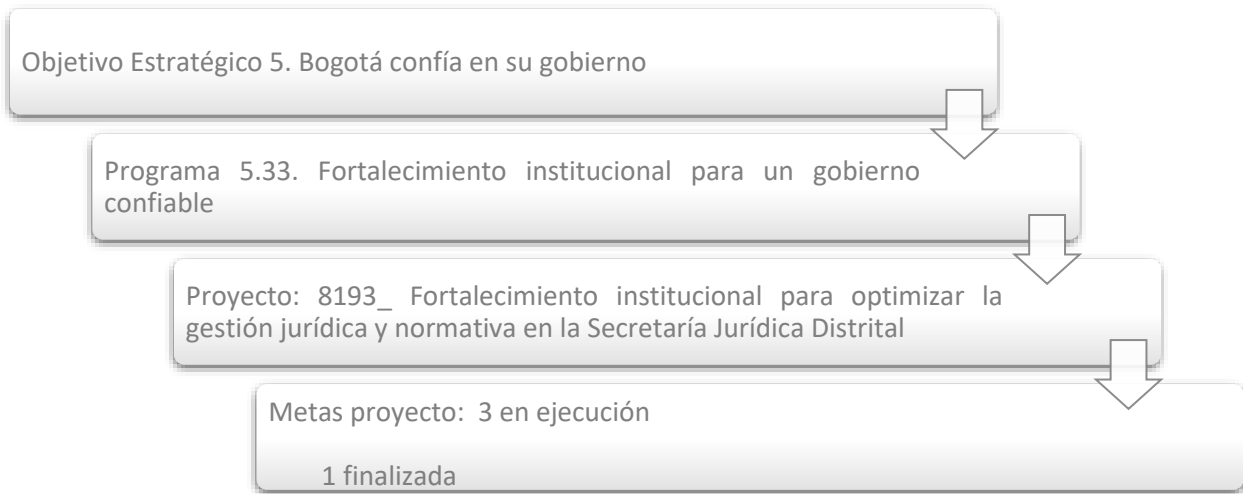 Objetivo Estratégico 5. Bogotá confía en su gobierno
Programa 5.33. Fortalecimiento institucional para un gobierno
confiable
Proyecto: 8193_ Fortalecimiento institucional para optimizar la
gestión jurídica y normativa en la Secretaría Jurídica Distrital
Metas proyecto: 3 en ejecución
1 finalizada